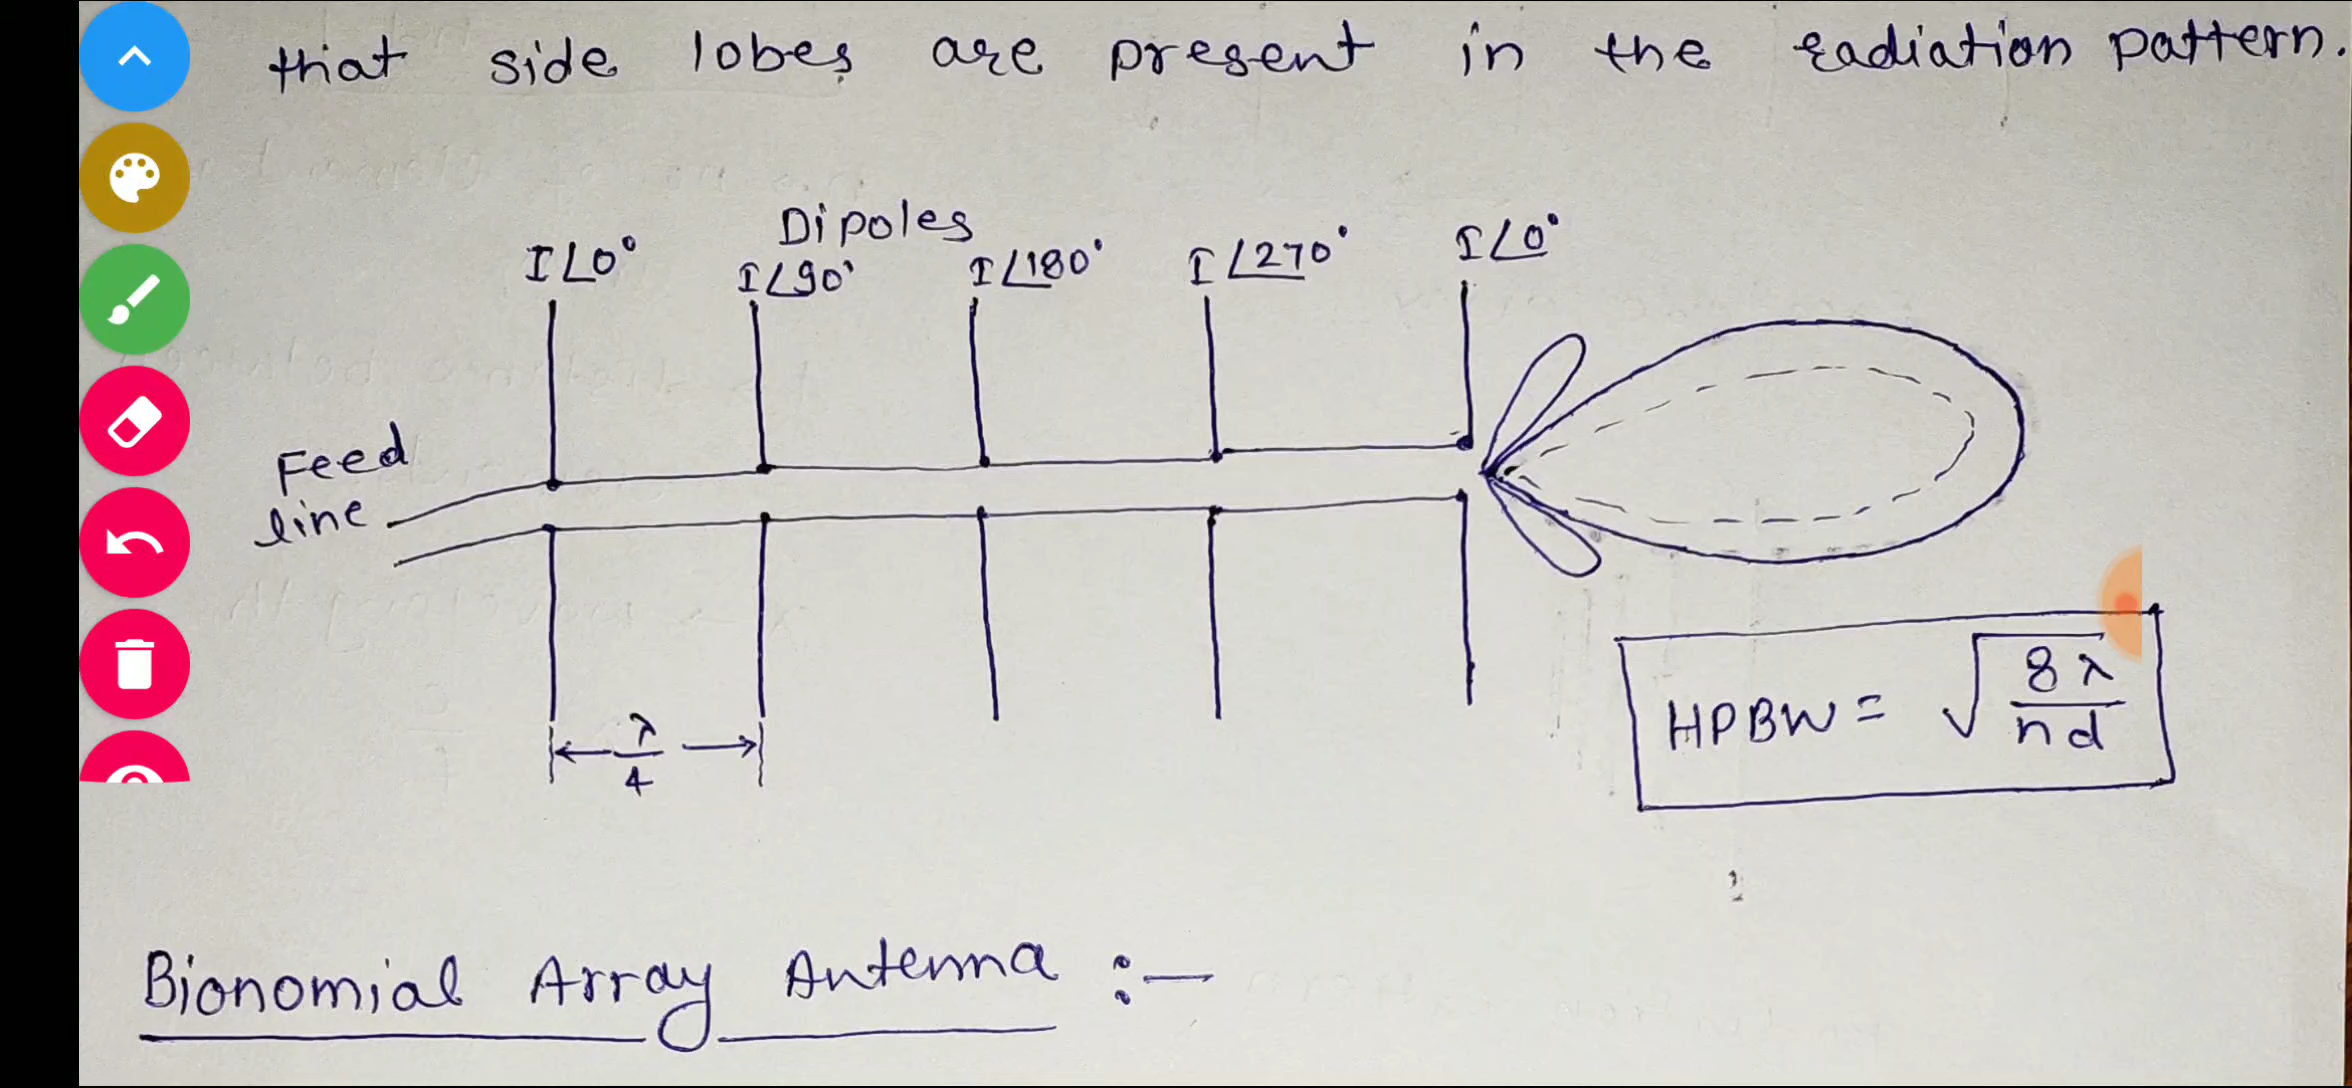 that side lobes are present in the radiation pattern.
Dipoles
I∠0° I∠90° I∠180° I∠270° I∠0°
Feed
line
λ/4
HPBW = √(8λ/nd)
Bionomial Array Antenna :-